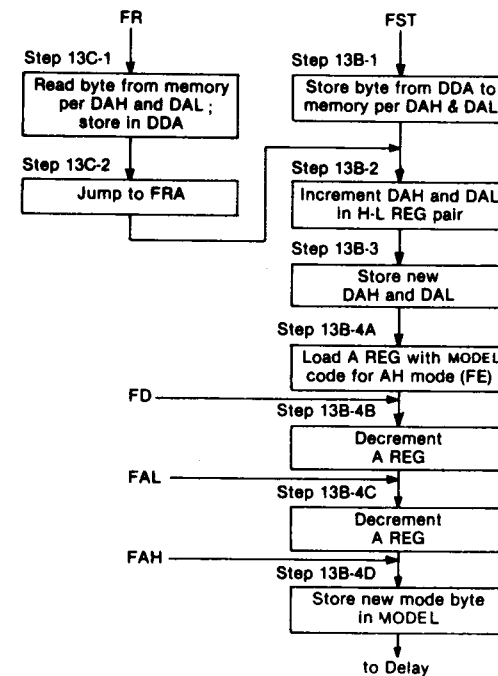 FR
Step 13C-1
Read byte from memory
per DAH and DAL ;
store in DDA
Step 13C-2
Jump to FRA
FST
Step 13B-1
Store byte from DDA to
memory per DAH & DAL
Step 13B-2
Increment DAH and DAL
in H-L REG pair
Step 13B-3
Store new
DAH and DAL
Step 13B-4A
Load A REG with MODEL
code for AH mode (FE)
FD
Step 13B-4B
Decrement
A REG
FAL
Step 13B-4C
Decrement
A REG
FAH
Step 13B-4D
Store new mode byte
in MODEL
to Delay